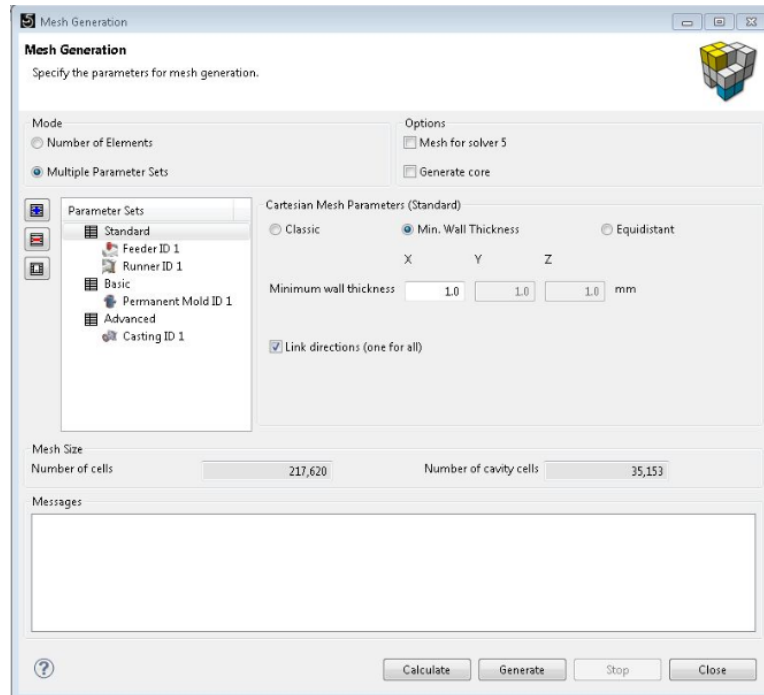 5 Mesh Generation
Mesh Generation
Specify the parameters for mesh generation.
Mode
Number of Elements
Multiple Parameter Sets
Options
Mesh for solver 5
Generate core
Parameter Sets
Standard
Feeder ID 1
Runner ID 1
Basic
Permanent Mold ID 1
Advanced
Casting ID 1
Cartesian Mesh Parameters (Standard)
Classic Min. Wall Thickness Equidistant
X Y Z
Minimum wall thickness 1.0 1.0 1.0 mm
Link directions (one for all)
Mesh Size
Number of cells 217,620 Number of cavity cells 35,153
Messages
? Calculate Generate Stop Close